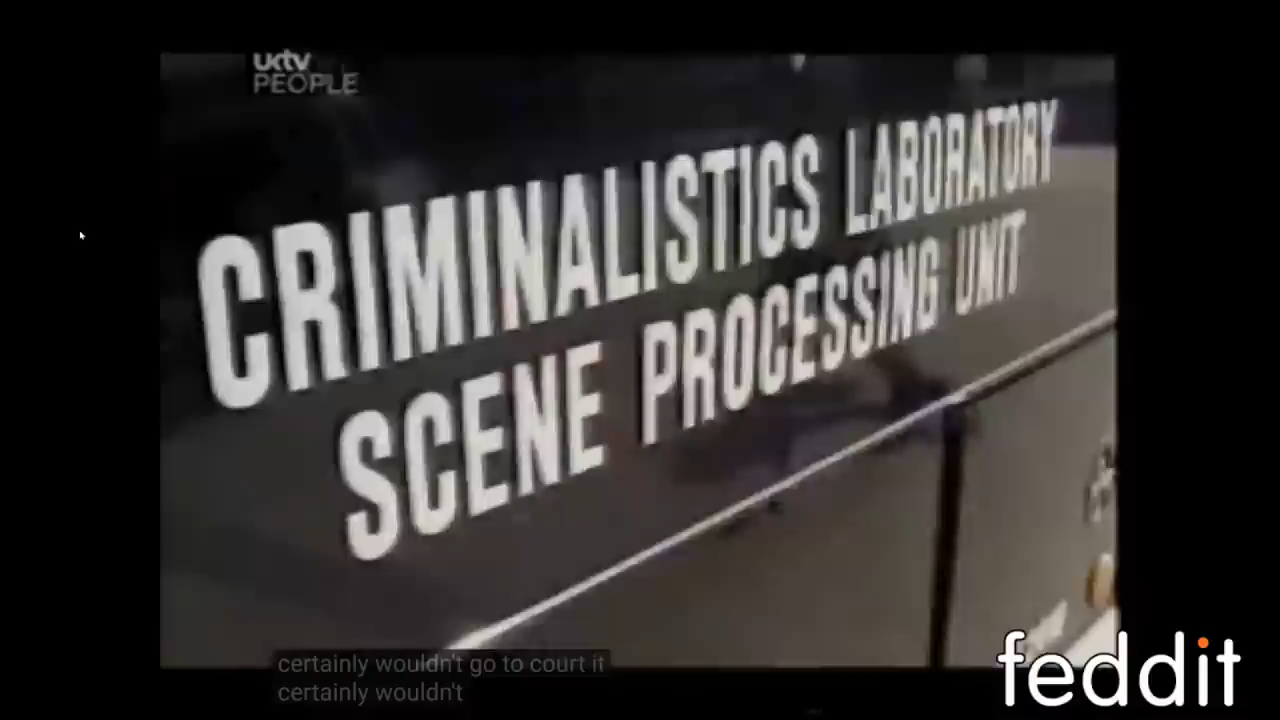 uktv
PEOPLE
CRIMINALISTICS LABORATORY
SCENE PROCESSING UNIT
certainly wouldn't go to court it
certainly wouldn't
feddit